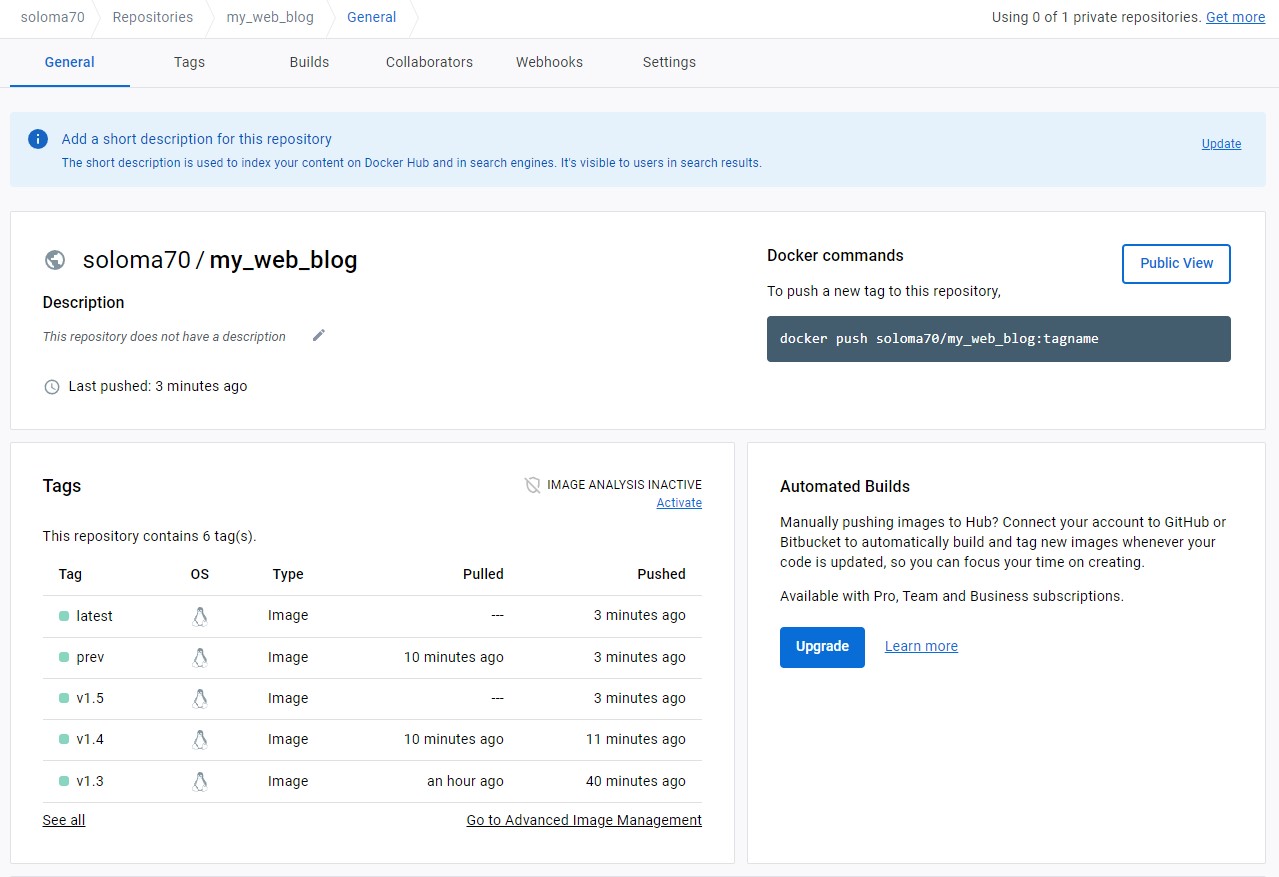 soloma70 Repositories my_web_blog General Using 0 of 1 private repositories. Get more
General Tags Builds Collaborators Webhooks Settings
Add a short description for this repository
The short description is used to index your content on Docker Hub and in search engines. It's visible to users in search results.
Update
soloma70 / my_web_blog
Description
This repository does not have a description
Last pushed: 3 minutes ago
Docker commands
Public View
To push a new tag to this repository,
docker push soloma70/my_web_blog:tagname
Tags
IMAGE ANALYSIS INACTIVE
Activate
This repository contains 6 tag(s).
Tag OS Type Pulled Pushed
latest Image --- 3 minutes ago
prev Image 10 minutes ago 3 minutes ago
v1.5 Image --- 3 minutes ago
v1.4 Image 10 minutes ago 11 minutes ago
v1.3 Image an hour ago 40 minutes ago
See all Go to Advanced Image Management
Automated Builds
Manually pushing images to Hub? Connect your account to GitHub or
Bitbucket to automatically build and tag new images whenever your
code is updated, so you can focus your time on creating.
Available with Pro, Team and Business subscriptions.
Upgrade Learn more